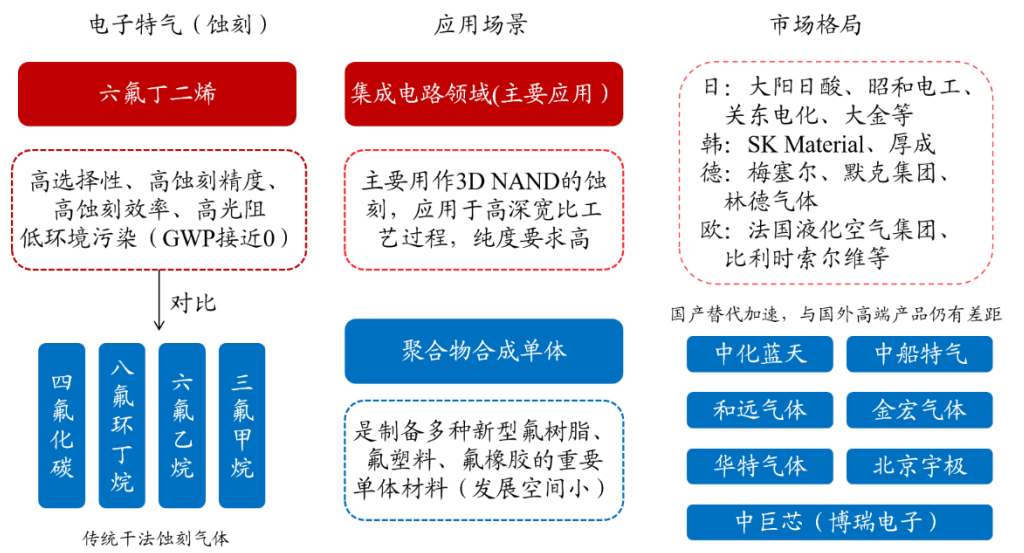 电子特气（蚀刻）
六氟丁二烯
高选择性、高蚀刻精度、
高蚀刻效率、高光阻
低环境污染（GWP接近0）
对比
四氟化碳
八氟环丁烷
六氟乙烷
三氟甲烷
传统干法蚀刻气体
应用场景
集成电路领域(主要应用）
主要用作3D NAND的蚀
刻，应用于高深宽比工
艺过程，纯度要求高
聚合物合成单体
是制备多种新型氟树脂、
氟塑料、氟橡胶的重要
单体材料（发展空间小）
市场格局
日：大阳日酸、昭和电工、
关东电化、大金等
韩：SK Material、厚成
德：梅塞尔、默克集团、
林德气体
欧：法国液化空气集团、
比利时索尔维等
国产替代加速，与国外高端产品仍有差距
中化蓝天
中船特气
和远气体
金宏气体
华特气体
北京宇极
中巨芯（博瑞电子）